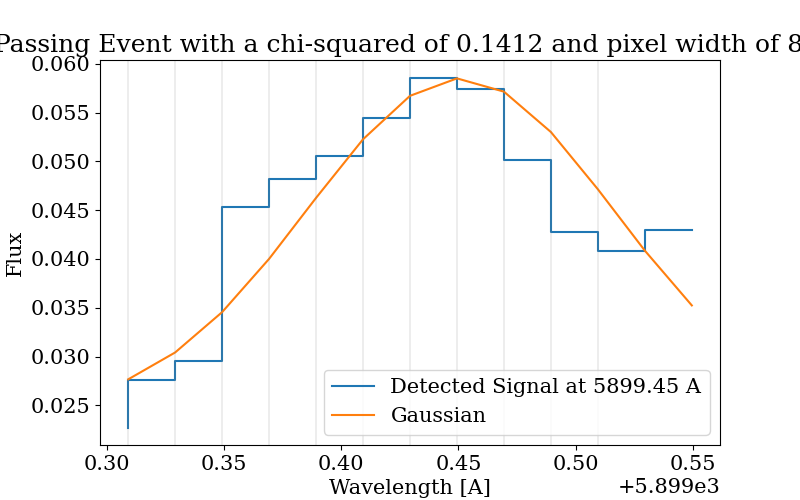 Passing Event with a chi-squared of 0.1412 and pixel width of 8
0.060
0.055
0.050
0.045
0.040
0.035
0.030
0.025
Flux
Detected Signal at 5899.45 A
Gaussian
0.30 0.35 0.40 0.45 0.50 0.55
Wavelength [A]
+5.899e3